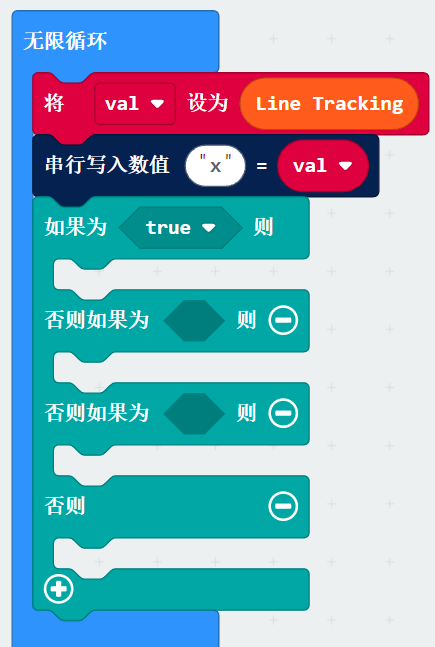 无限循环
将 val 设为 Line Tracking
串行写入数值 "x" = val
如果为 true 则
否则如果为 则
否则如果为 则
否则